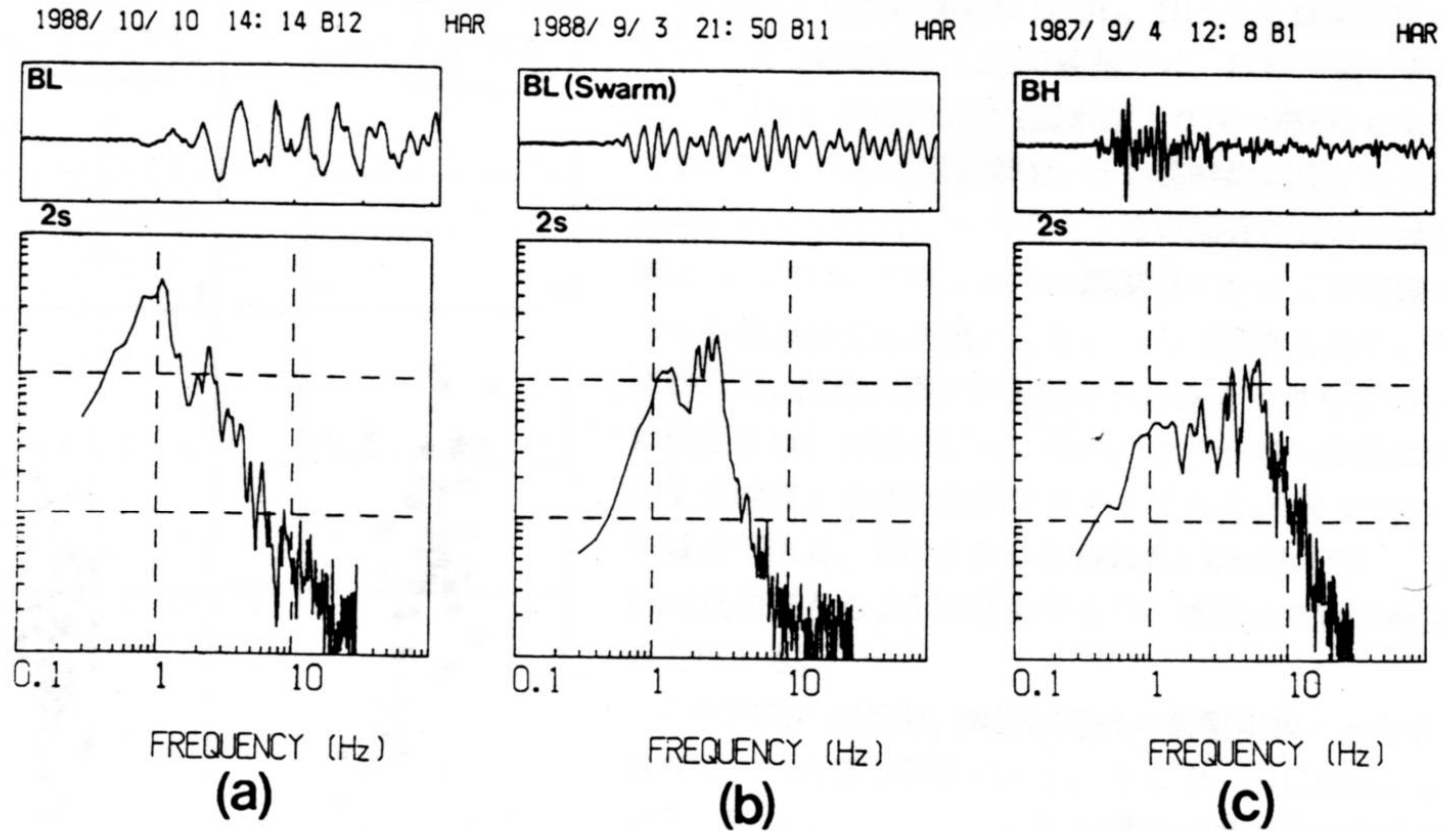 1988/ 10/ 10 14: 14 B12 HAR
BL
2s
0.1 1 10
FREQUENCY (Hz)
(a)
1988/ 9/ 3 21: 50 B11 HAR
BL (Swarm)
2s
0.1 1 10
FREQUENCY (Hz)
(b)
1987/ 9/ 4 12: 8 B1 HAR
BH
2s
0.1 1 10
FREQUENCY (Hz)
(c)